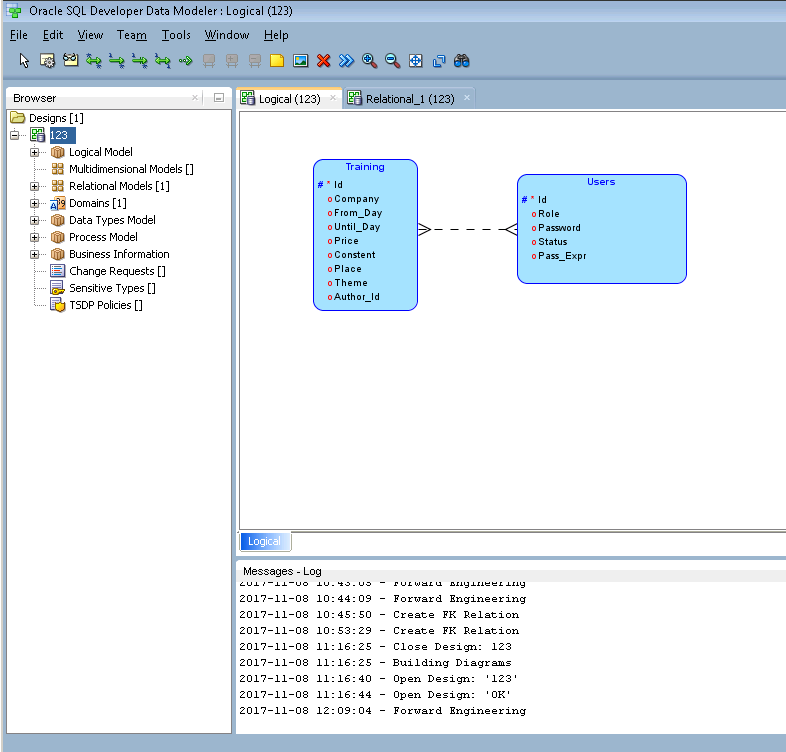 Oracle SQL Developer Data Modeler : Logical (123)
File Edit View Team Tools Window Help
Browser
Logical (123)
Relational_1 (123)
Designs [1]
123
Logical Model
Multidimensional Models []
Relational Models [1]
Domains [1]
Data Types Model
Process Model
Business Information
Change Requests []
Sensitive Types []
TSDP Policies []
Training
# * Id
o Company
o From_Day
o Until_Day
o Price
o Constent
o Place
o Theme
o Author_Id
Users
# * Id
o Role
o Password
o Status
o Pass_Expr
Logical
Messages - Log
2017-11-08 10:43:05 - Forward Engineering
2017-11-08 10:44:09 - Forward Engineering
2017-11-08 10:45:50 - Create FK Relation
2017-11-08 10:53:29 - Create FK Relation
2017-11-08 11:16:25 - Close Design: 123
2017-11-08 11:16:25 - Building Diagrams
2017-11-08 11:16:40 - Open Design: '123'
2017-11-08 11:16:44 - Open Design: 'OK'
2017-11-08 12:09:04 - Forward Engineering